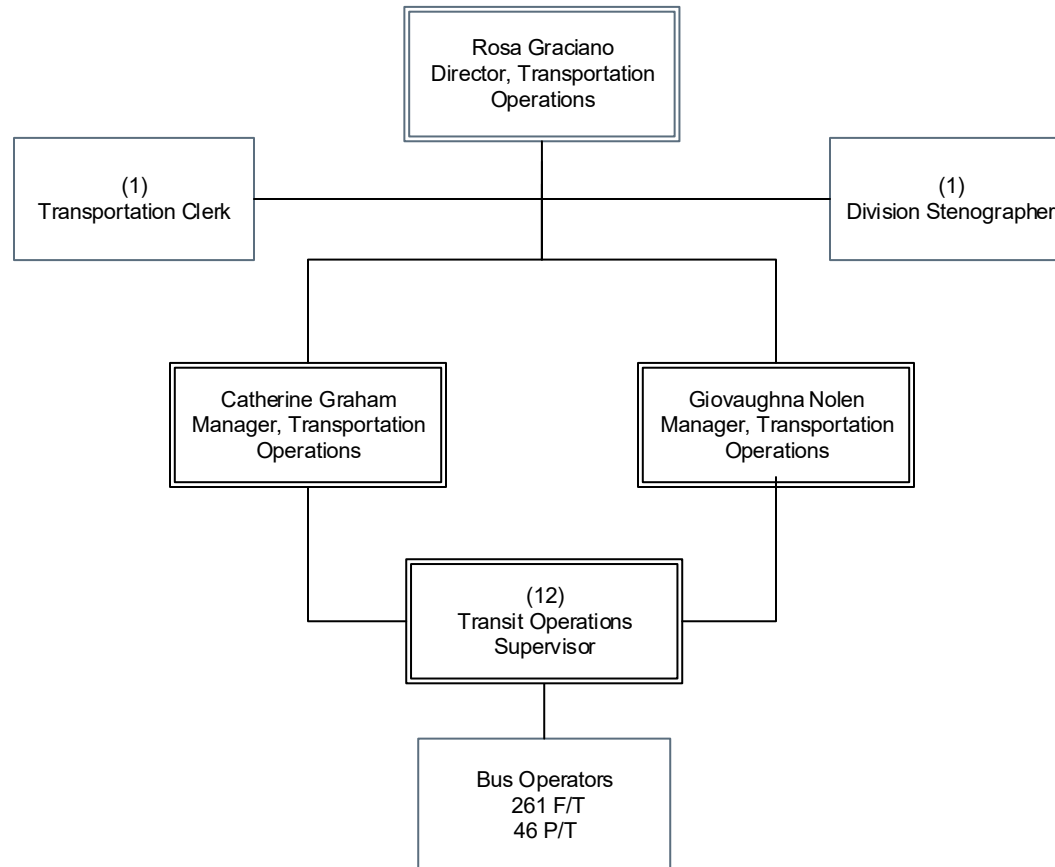 Rosa Graciano
Director, Transportation
Operations
(1)
Transportation Clerk
(1)
Division Stenographer
Catherine Graham
Manager, Transportation
Operations
Giovaughna Nolen
Manager, Transportation
Operations
(12)
Transit Operations
Supervisor
Bus Operators
261 F/T
46 P/T